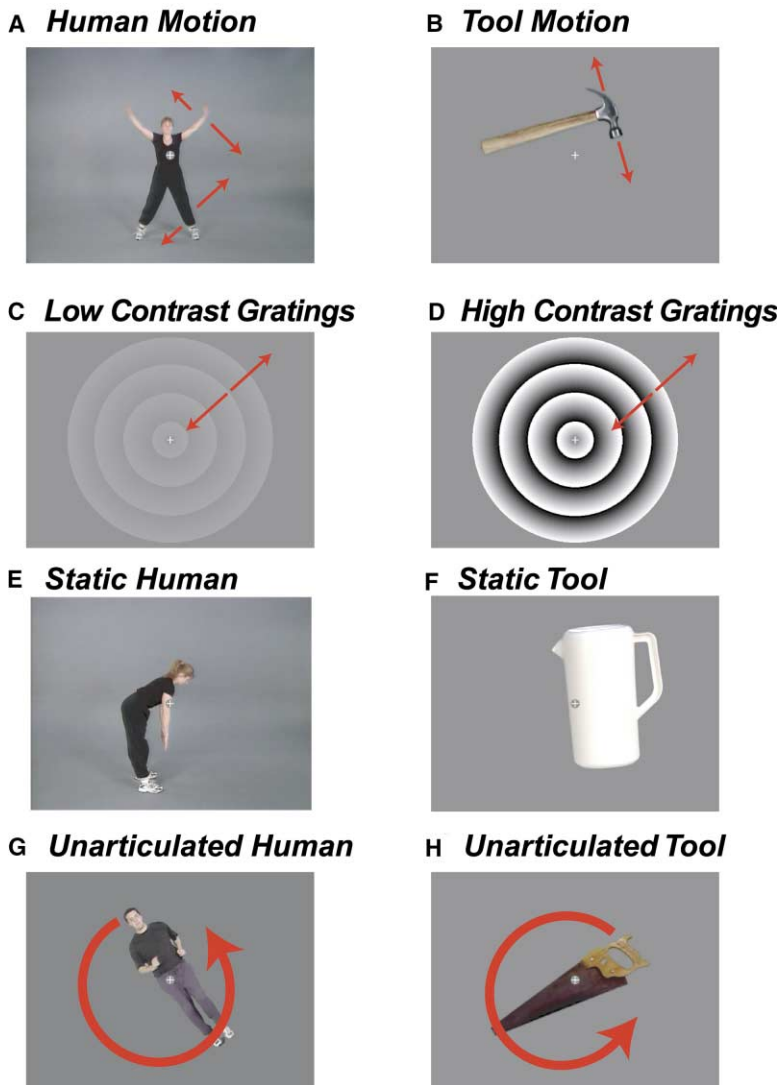 A Human Motion
B Tool Motion
C Low Contrast Gratings
D High Contrast Gratings
E Static Human
F Static Tool
G Unarticulated Human
H Unarticulated Tool